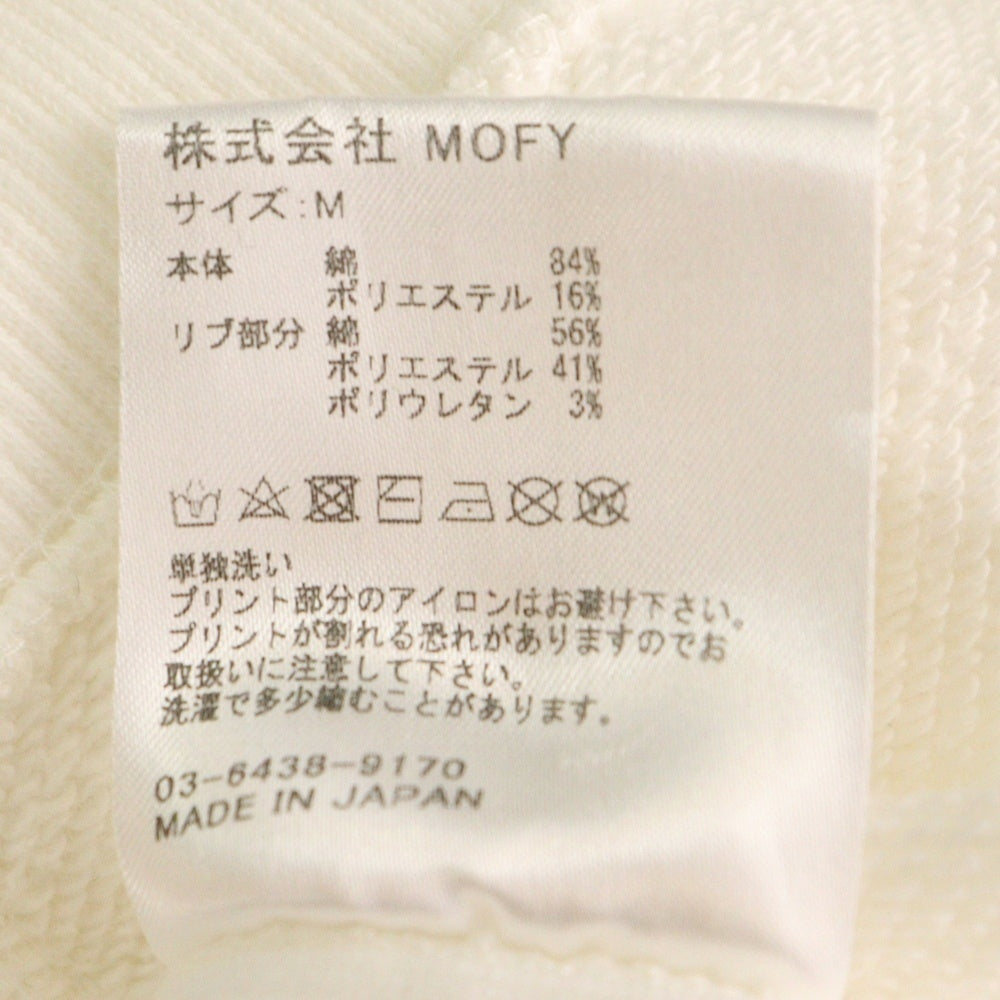 株式会社 MOFY
サイズ:M
本体 綿 84%
ポリエステル 16%
リブ部分 綿 56%
ポリエステル 41%
ポリウレタン 3%
単独洗い
プリント部分のアイロンはお避け下さい。
プリントが割れる恐れがありますのでお
取扱いに注意して下さい。
洗濯で多少縮むことがあります。
03-6438-9170
MADE IN JAPAN